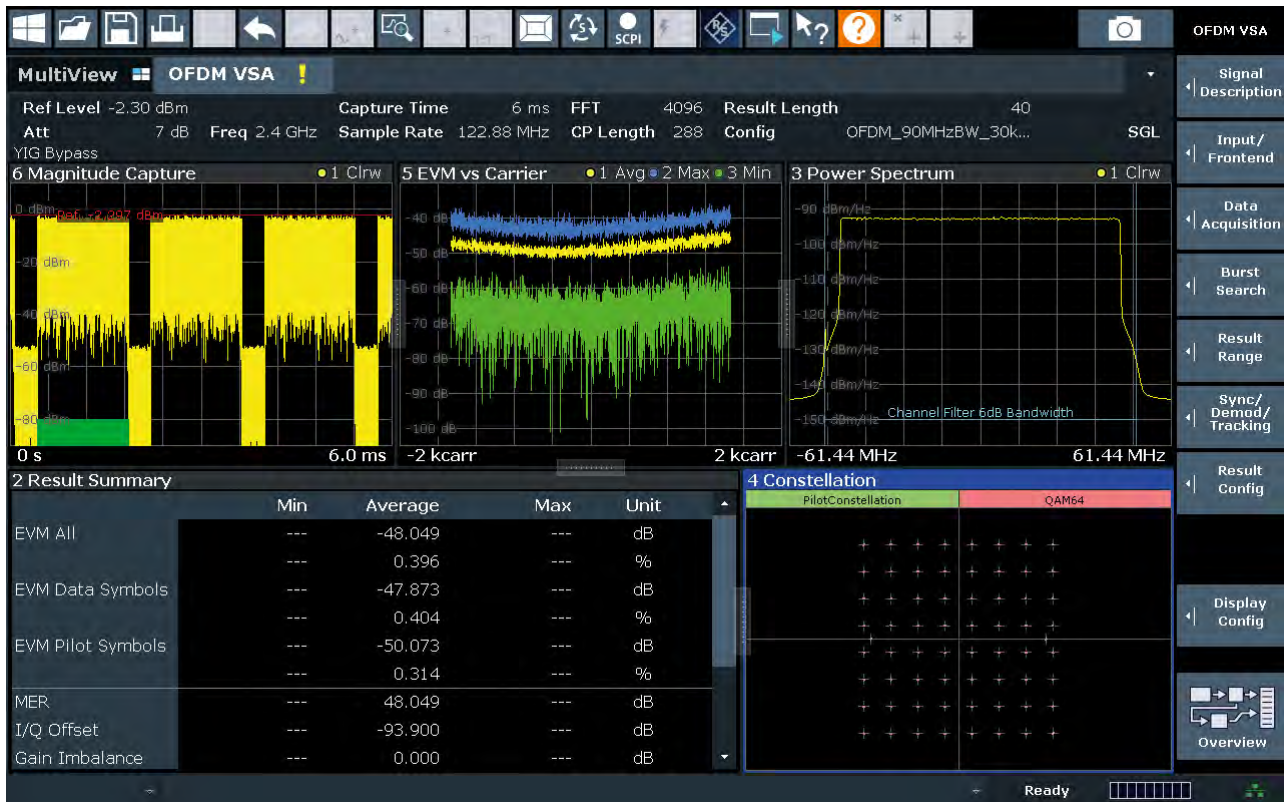 SCPI
OFDM VSA
MultiView OFDM VSA !
Ref Level -2.30 dBm Capture Time 6 ms FFT 4096 Result Length 40
Att 7 dB Freq 2.4 GHz Sample Rate 122.88 MHz CP Length 288 Config OFDM_90MHzBW_30k... SGL
YIG Bypass
6 Magnitude Capture 1 Clrw
0 dBm
Ref -2.297 dBm
-20 dBm
-40 dBm
-60 dBm
-80 dBm
0 s 6.0 ms
5 EVM vs Carrier 1 Avg 2 Max 3 Min
-40 dB
-50 dB
-60 dB
-70 dB
-80 dB
-90 dB
-100 dB
-2 kcarr 2 kcarr
3 Power Spectrum 1 Clrw
-90 dBm/Hz
-100 dBm/Hz
-110 dBm/Hz
-120 dBm/Hz
-130 dBm/Hz
-140 dBm/Hz
-150 dBm/Hz
Channel Filter 6dB Bandwidth
-61.44 MHz 61.44 MHz
2 Result Summary
Min Average Max Unit
EVM All --- -48.049 --- dB
--- 0.396 --- %
EVM Data Symbols --- -47.873 --- dB
--- 0.404 --- %
EVM Pilot Symbols --- -50.073 --- dB
--- 0.314 --- %
MER --- 48.049 --- dB
I/Q Offset --- -93.900 --- dB
Gain Imbalance --- 0.000 --- dB
4 Constellation
PilotConstellation QAM64
Signal
Description
Input/
Frontend
Data
Acquisition
Burst
Search
Result
Range
Sync/
Demod/
Tracking
Result
Config
Display
Config
Overview
Ready